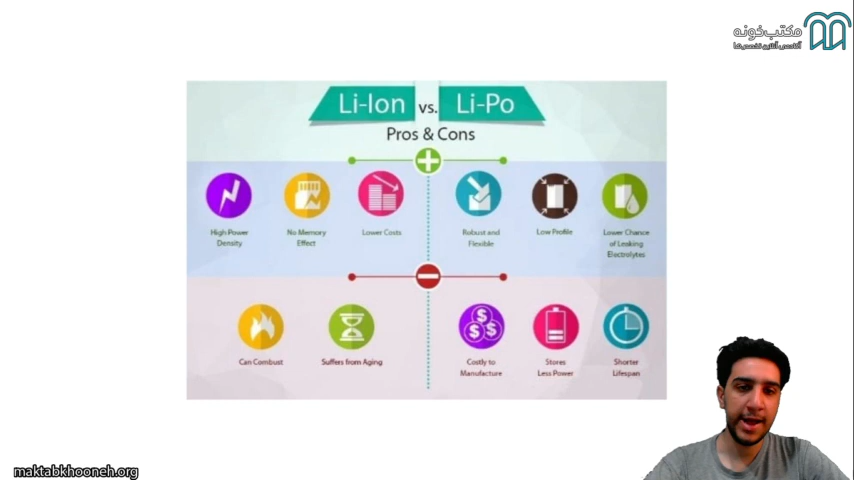 مکتب‌خونه
آکادمی آنلاین تخصص‌ها
Li-Ion vs. Li-Po
Pros & Cons
High Power
Density
No-Memory
Effect
Lower Costs
Robust and
Flexible
Low Profile
Lower Chance
of Leaking
Electrolytes
Can Combust
Suffers from Aging
Costly to
Manufacture
Stores
Less Power
Shorter
Lifespan
maktabkhooneh.org